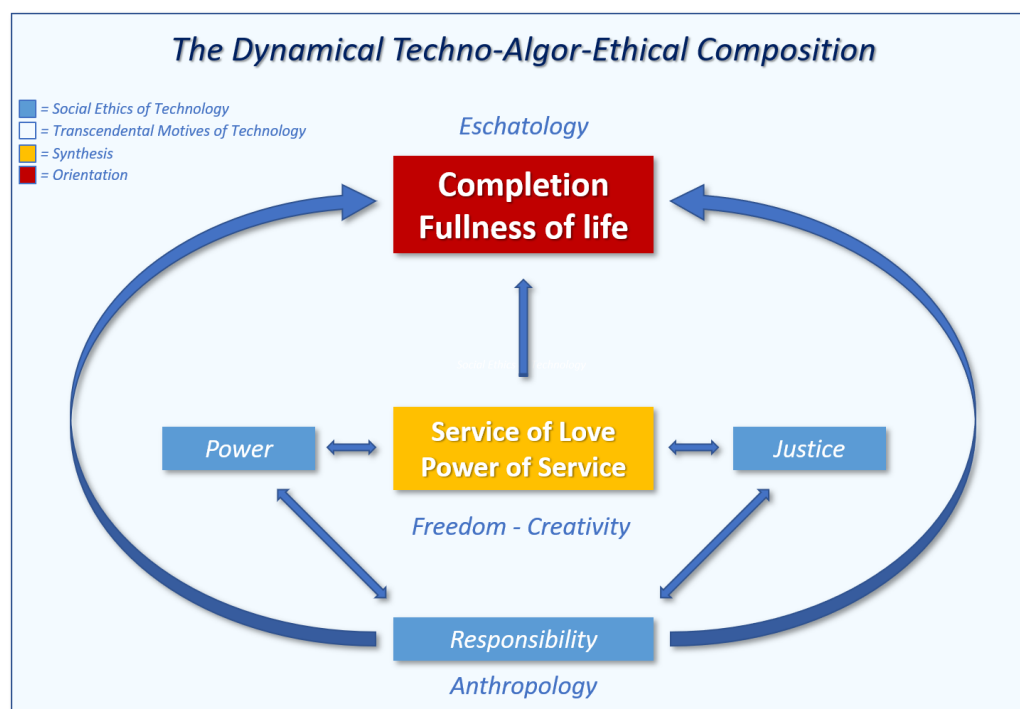 The Dynamical Techno-Algor-Ethical Composition
= Social Ethics of Technology
= Transcendental Motives of Technology
= Synthesis
= Orientation
Eschatology
Completion
Fullness of life
Power
Service of Love
Power of Service
Justice
Freedom - Creativity
Responsibility
Anthropology